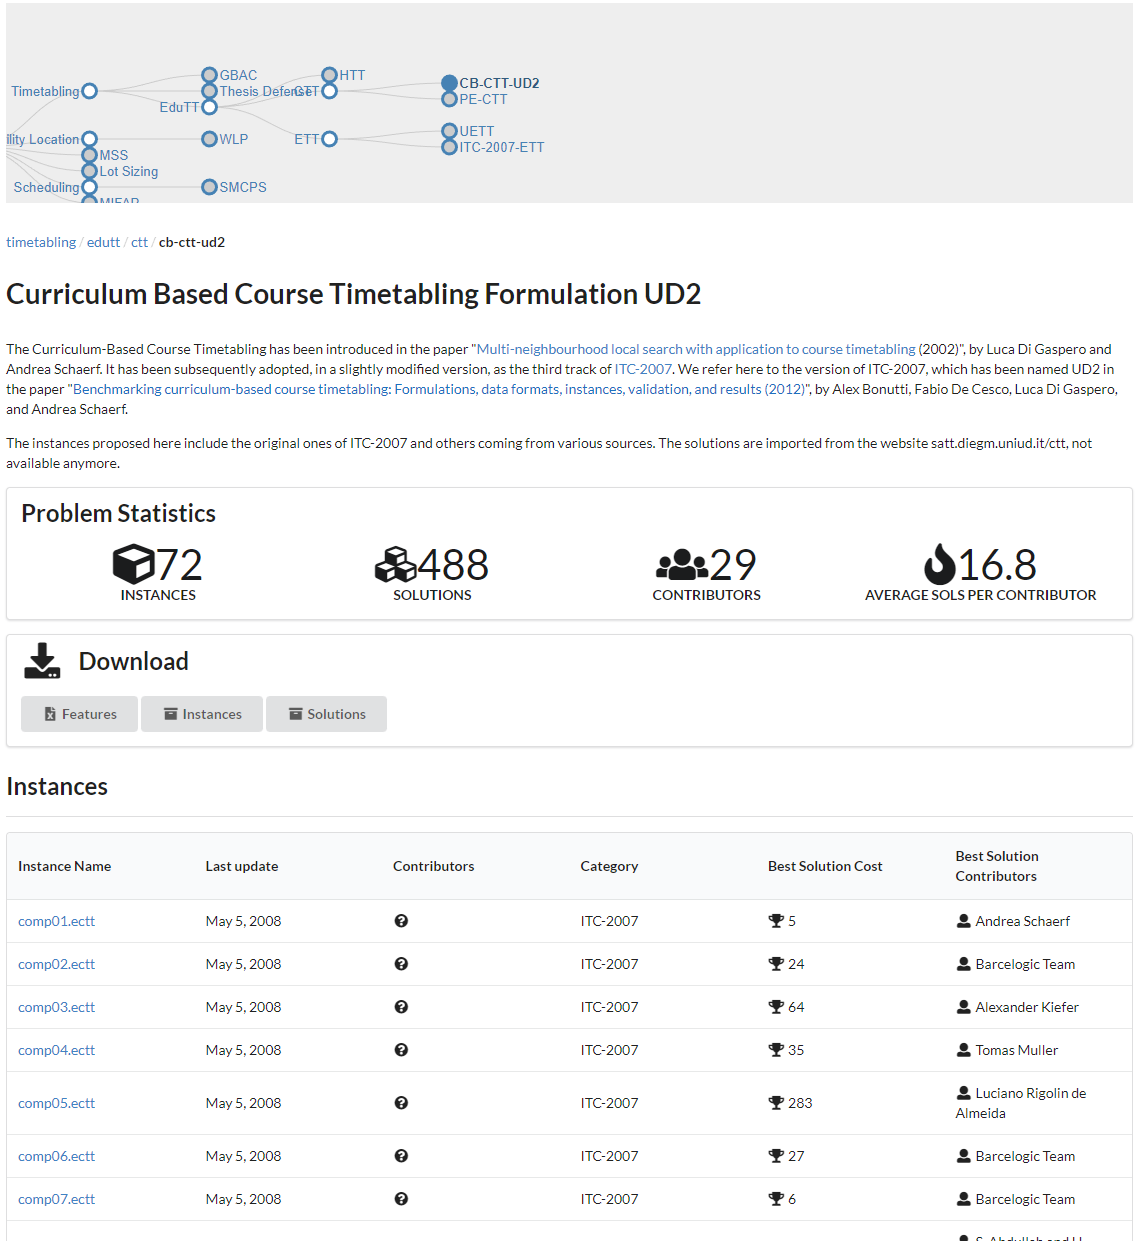 GBAC
HTT
CB-CTT-UD2
Timetabling
Thesis Defense
CTT
PE-CTT
EduTT
UETT
ility Location
WLP
ETT
ITC-2007-ETT
MSS
Lot Sizing
Scheduling
SMCPS
MIFAP
timetabling / edutt / ctt / cb-ctt-ud2
Curriculum Based Course Timetabling Formulation UD2
The Curriculum-Based Course Timetabling has been introduced in the paper "Multi-neighbourhood local search with application to course timetabling (2002)", by Luca Di Gaspero and
Andrea Schaerf. It has been subsequently adopted, in a slightly modified version, as the third track of ITC-2007. We refer here to the version of ITC-2007, which has been named UD2 in
the paper "Benchmarking curriculum-based course timetabling: Formulations, data formats, instances, validation, and results (2012)", by Alex Bonutti, Fabio De Cesco, Luca Di Gaspero,
and Andrea Schaerf.
The instances proposed here include the original ones of ITC-2007 and others coming from various sources. The solutions are imported from the website satt.diegm.uniud.it/ctt, not
available anymore.
Problem Statistics
72 488 29 16.8
INSTANCES SOLUTIONS CONTRIBUTORS AVERAGE SOLS PER CONTRIBUTOR
Download
Features Instances Solutions
Instances
Instance Name Last update Contributors Category Best Solution Cost Best Solution
Contributors
comp01.ectt May 5, 2008 ITC-2007 5 Andrea Schaerf
comp02.ectt May 5, 2008 ITC-2007 24 Barcelogic Team
comp03.ectt May 5, 2008 ITC-2007 64 Alexander Kiefer
comp04.ectt May 5, 2008 ITC-2007 35 Tomas Muller
comp05.ectt May 5, 2008 ITC-2007 283 Luciano Rigolin de
Almeida
comp06.ectt May 5, 2008 ITC-2007 27 Barcelogic Team
comp07.ectt May 5, 2008 ITC-2007 6 Barcelogic Team
S. Abdullah and H.